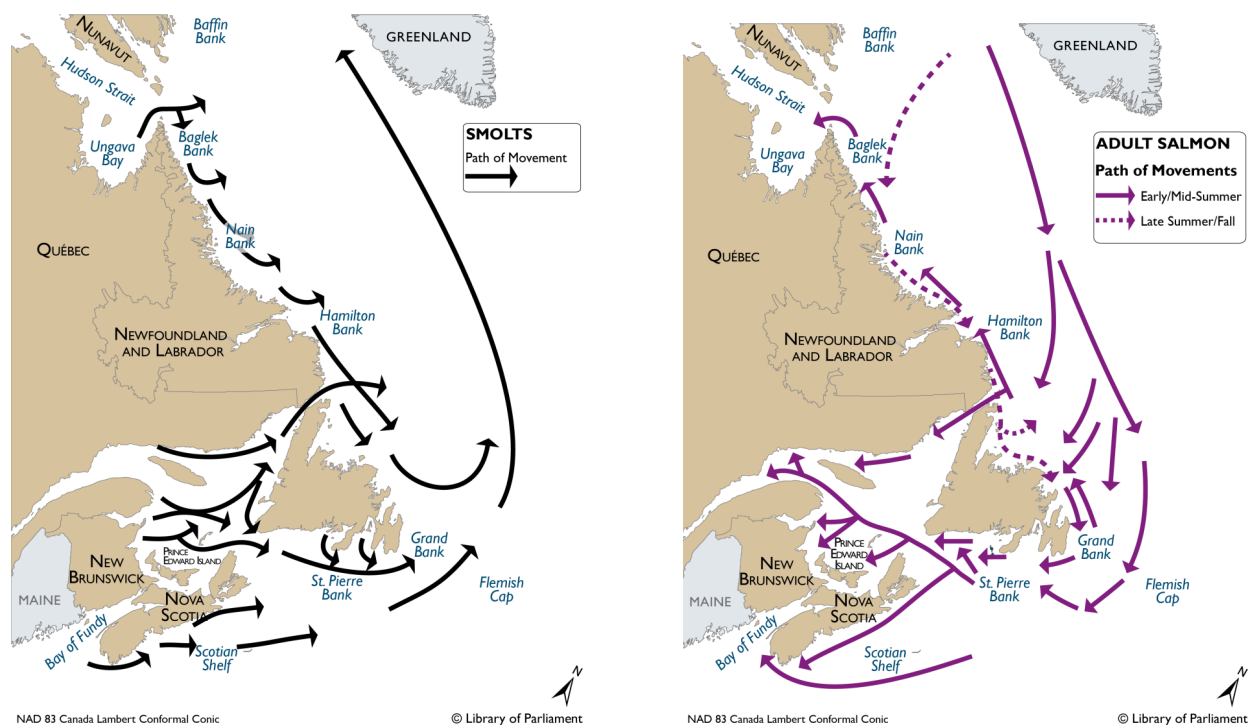 Baffin
Bank
NUNAVUT
GREENLAND
Hudson Strait
SMOLTS
Path of Movement
Ungava
Bay
Baglek
Bank
Nain
Bank
QUÉBEC
Hamilton
Bank
NEWFOUNDLAND
AND LABRADOR
Grand
Bank
PRINCE
EDWARD ISLAND
NEW
BRUNSWICK
St. Pierre
Bank
Flemish
Cap
MAINE
NOVA
SCOTIA
Bay of Fundy
Scotian
Shelf
N
NAD 83 Canada Lambert Conformal Conic
© Library of Parliament
Baffin
Bank
NUNAVUT
GREENLAND
Hudson Strait
ADULT SALMON
Path of Movements
Early/Mid-Summer
Late Summer/Fall
Ungava
Bay
Baglek
Bank
Nain
Bank
QUÉBEC
Hamilton
Bank
NEWFOUNDLAND
AND LABRADOR
Grand
Bank
PRINCE
EDWARD
ISLAND
NEW
BRUNSWICK
St. Pierre
Bank
Flemish
Cap
MAINE
NOVA
SCOTIA
Bay of Fundy
Scotian
Shelf
N
NAD 83 Canada Lambert Conformal Conic
© Library of Parliament